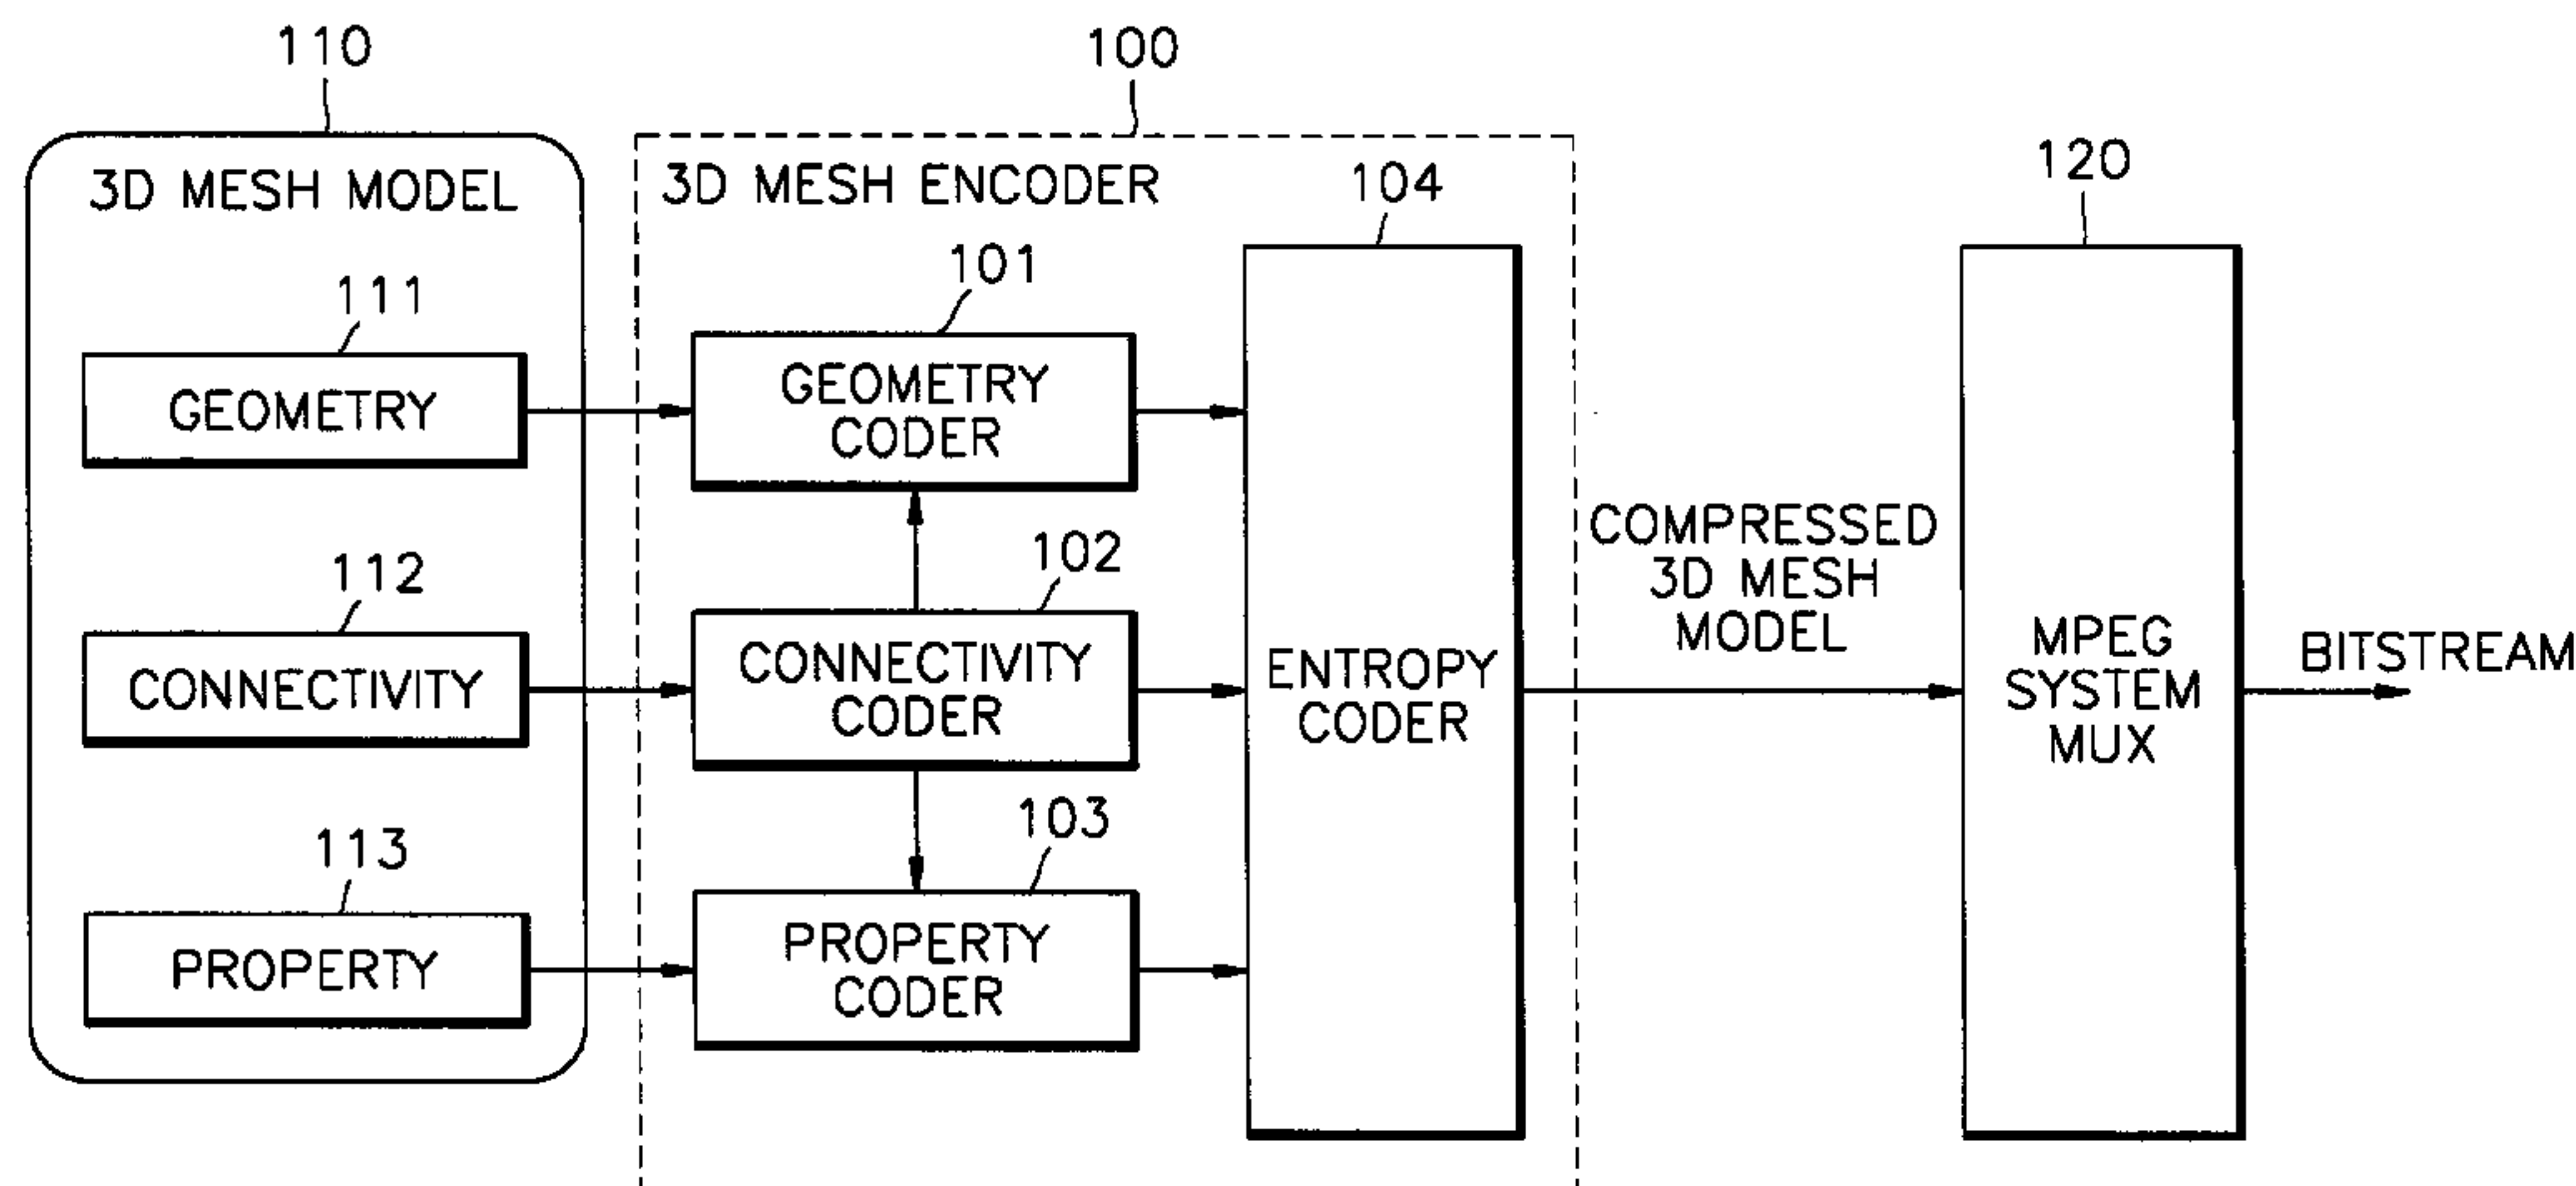 110
100
3D MESH MODEL
3D MESH ENCODER
104
120
111
101
GEOMETRY
GEOMETRY
CODER
112
102
CONNECTIVITY
CONNECTIVITY
CODER
113
103
PROPERTY
PROPERTY
CODER
ENTROPY
CODER
COMPRESSED
3D MESH
MODEL
MPEG
SYSTEM
MUX
BITSTREAM